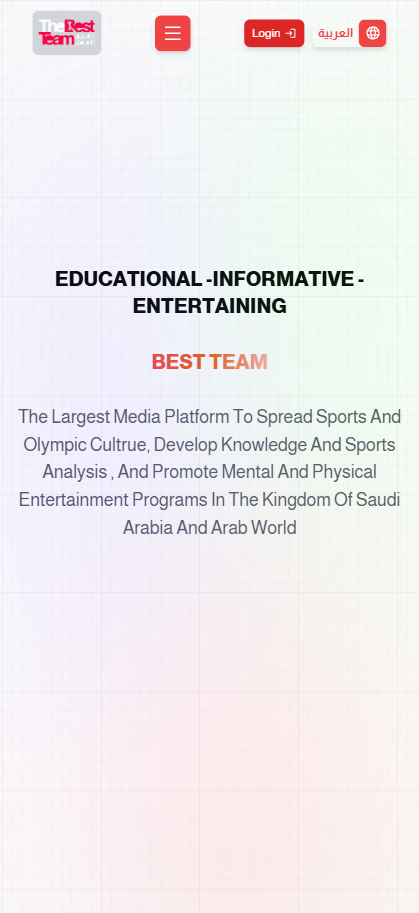 TheBest
Team
Login
العربية
EDUCATIONAL -INFORMATIVE -
ENTERTAINING
BEST TEAM
The Largest Media Platform To Spread Sports And
Olympic Cultrue, Develop Knowledge And Sports
Analysis , And Promote Mental And Physical
Entertainment Programs In The Kingdom Of Saudi
Arabia And Arab World